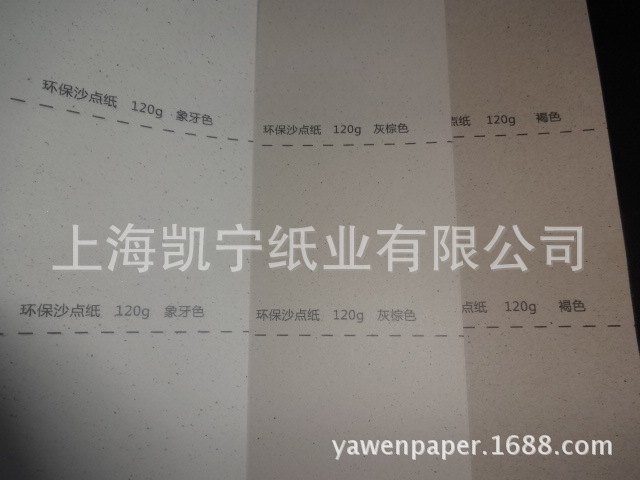 环保沙点纸 120g 象牙色
环保沙点纸 120g 灰棕色
点纸 120g 褐色
上海凯宁纸业有限公司
环保沙点纸 120g 象牙色
环保沙点纸 120g 灰棕色
点纸 120g 褐色
yawenpaper.1688.com